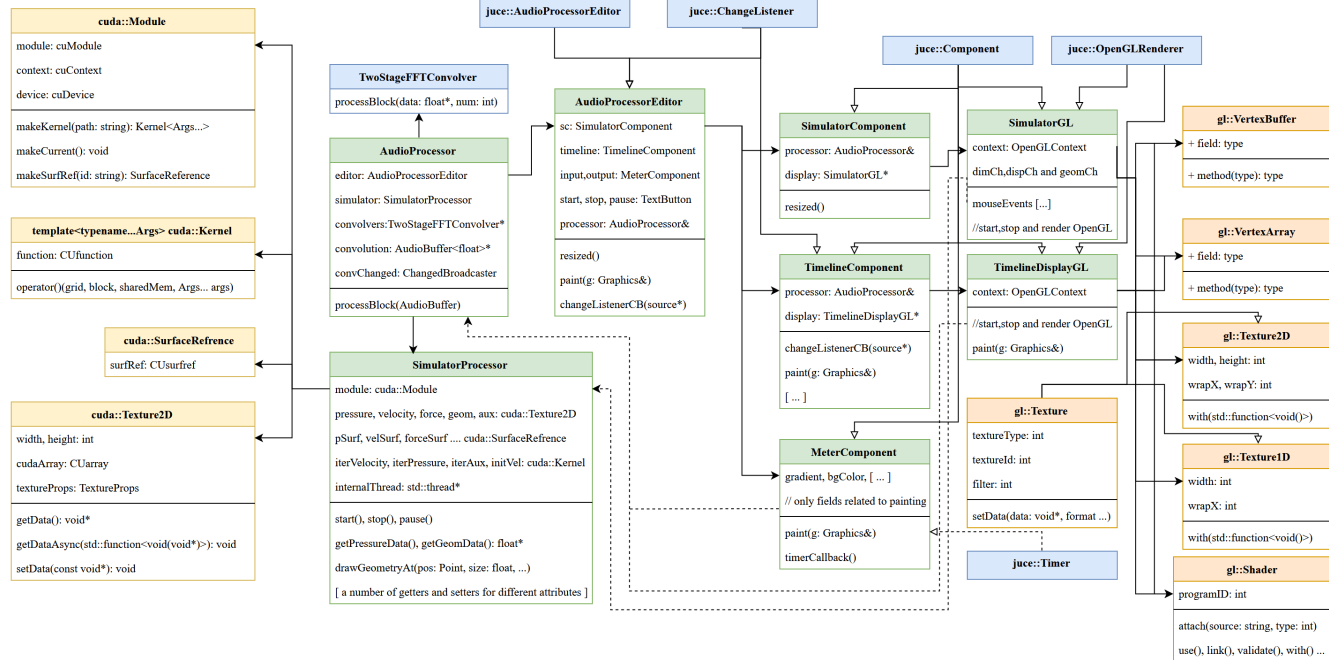 cuda::Module
module: cuModule
context: cuContext
device: cuDevice
makeKernel(path: string): Kernel<Args...>
makeCurrent(): void
makeSurfRef(id: string): SurfaceReference
template<typename...Args> cuda::Kernel
function: CUfunction
operator()(grid, block, sharedMem, Args... args)
cuda::SurfaceRefrence
surfRef: CUsurfref
cuda::Texture2D
width, height: int
cudaArray: CUarray
textureProps: TextureProps
getData(): void*
getDataAsync(std::function<void(void*)>): void
setData(const void*): void
TwoStageFFTConvolver
processBlock(data: float*, num: int)
AudioProcessor
editor: AudioProcessorEditor
simulator: SimulatorProcessor
convolvers:TwoStageFFTConvolver*
convolution: AudioBuffer<float>*
convChanged: ChangedBroadcaster
processBlock(AudioBuffer)
SimulatorProcessor
module: cuda::Module
pressure, velocity, force, geom, aux: cuda::Texture2D
pSurf, velSurf, forceSurf .... cuda::SurfaceRefrence
iterVelocity, iterPressure, iterAux, initVel: cuda::Kernel
internalThread: std::thread*
start(), stop(), pause()
getPressureData(), getGeomData(): float*
drawGeometryAt(pos: Point, size: float, ...)
[ a number of getters and setters for different attributes ]
juce::AudioProcessorEditor
juce::ChangeListener
AudioProcessorEditor
sc: SimulatorComponent
timeline: TimelineComponent
input,output: MeterComponent
start, stop, pause: TextButton
processor: AudioProcessor&
resized()
paint(g: Graphics&)
changeListenerCB(source*)
juce::Component
juce::OpenGLRenderer
SimulatorComponent
processor: AudioProcessor&
display: SimulatorGL*
resized()
SimulatorGL
context: OpenGLContext
dimCh,dispCh and geomCh
mouseEvents [...]
//start,stop and render OpenGL
TimelineComponent
processor: AudioProcessor&
display: TimelineDisplayGL*
changeListenerCB(source*)
paint(g: Graphics&)
[ ... ]
TimelineDisplayGL
context: OpenGLContext
//start,stop and render OpenGL
paint(g: Graphics&)
MeterComponent
gradient, bgColor, [ ... ]
// only fields related to painting
paint(g: Graphics&)
timerCallback()
gl::Texture
textureType: int
textureId: int
filter: int
setData(data: void*, format ...)
juce::Timer
gl::VertexBuffer
+ field: type
+ method(type): type
gl::VertexArray
+ field: type
+ method(type): type
gl::Texture2D
width, height: int
wrapX, wrapY: int
with(std::function<void()>)
gl::Texture1D
width: int
wrapX: int
with(std::function<void()>)
gl::Shader
programID: int
attach(source: string, type: int)
use(), link(), validate(), with() ...